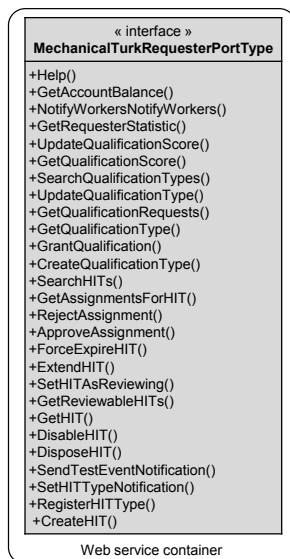 « interface »
MechanicalTurkRequesterPortType
+Help()
+GetAccountBalance()
+NotifyWorkersNotifyWorkers()
+GetRequesterStatistic()
+UpdateQualificationScore()
+GetQualificationScore()
+SearchQualificationTypes()
+UpdateQualificationType()
+GetQualificationRequests()
+GetQualificationType()
+GrantQualification()
+CreateQualificationType()
+SearchHITs()
+GetAssignmentsForHIT()
+RejectAssignment()
+ApproveAssignment()
+ForceExpireHIT()
+ExtendHIT()
+SetHITAsReviewing()
+GetReviewableHITs()
+GetHIT()
+DisableHIT()
+DisposeHIT()
+SendTestEventNotification()
+SetHITTypeNotification()
+RegisterHITType()
+CreateHIT()
Web service container